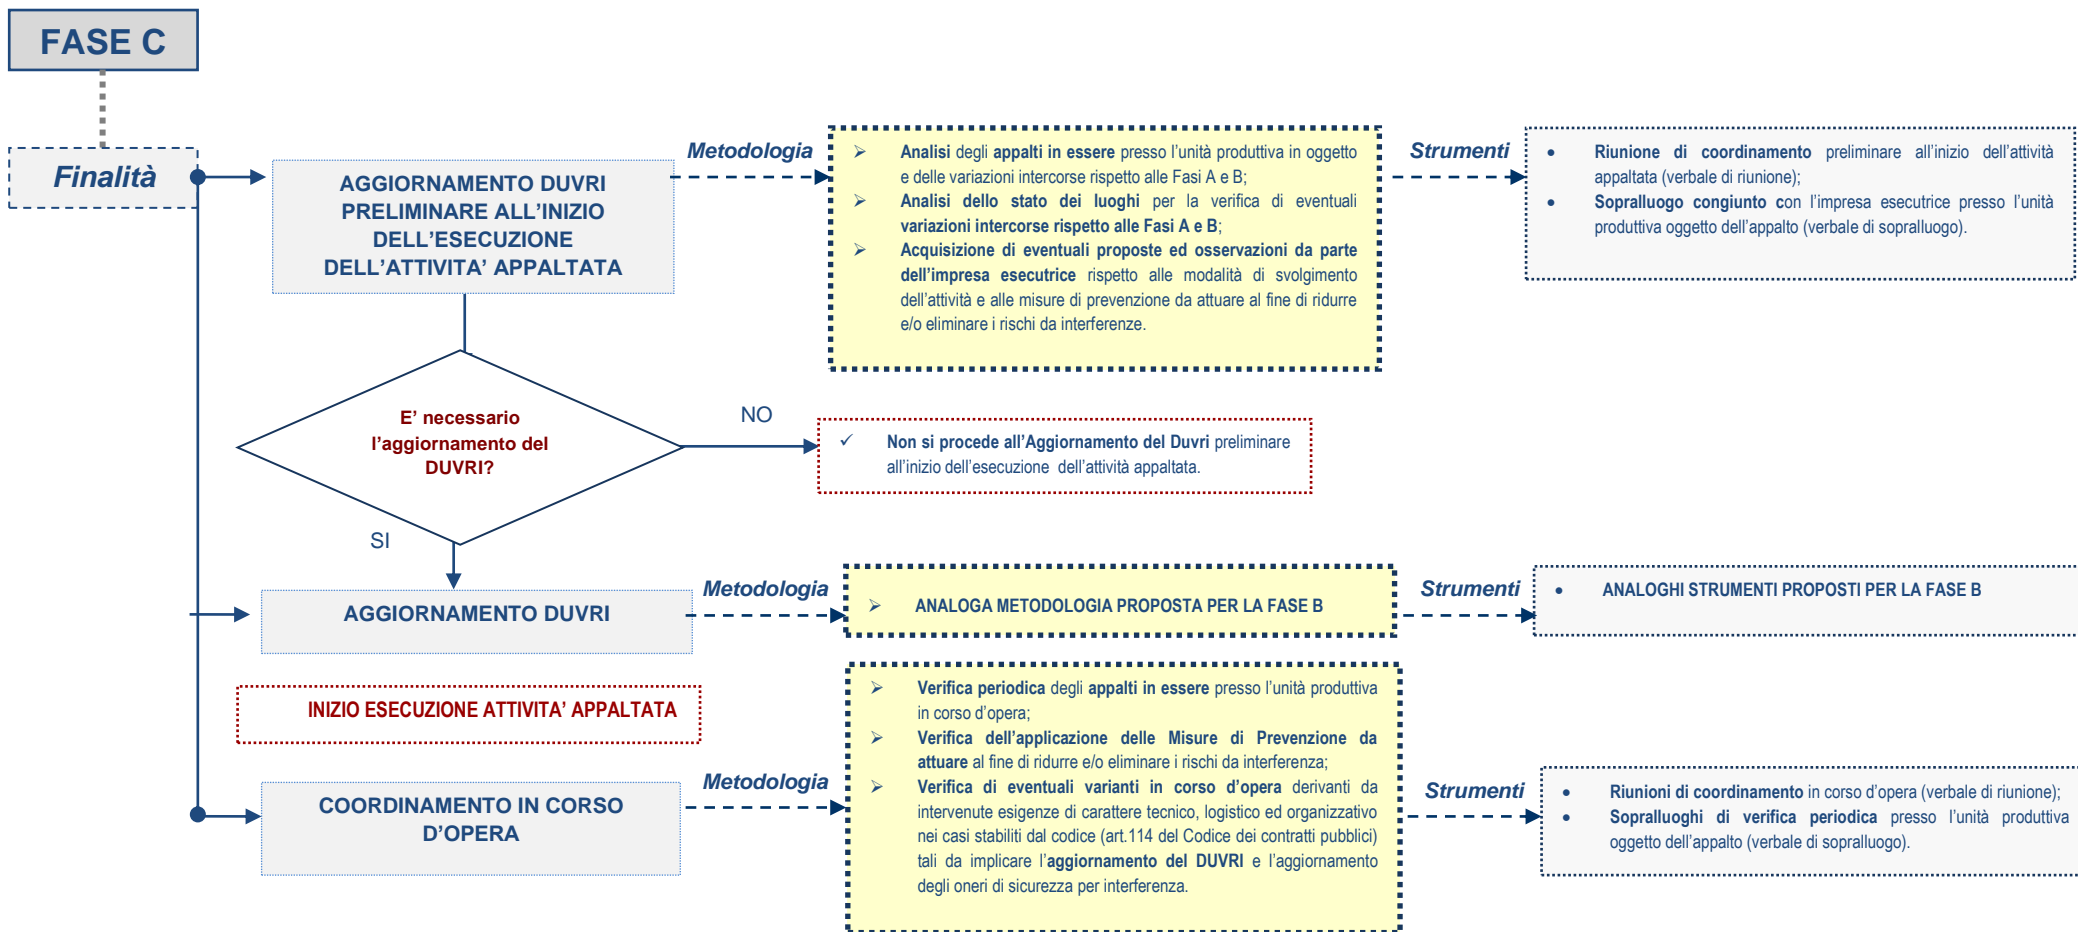 FASE C
Finalità
AGGIORNAMENTO DUVRI
PRELIMINARE ALL’INIZIO
DELL’ESECUZIONE
DELL’ATTIVITA’ APPALTATA
Metodologia
➢ Analisi degli appalti in essere presso l’unità produttiva in oggetto
e delle variazioni intercorse rispetto alle Fasi A e B;
➢ Analisi dello stato dei luoghi per la verifica di eventuali
variazioni intercorse rispetto alle Fasi A e B;
➢ Acquisizione di eventuali proposte ed osservazioni da parte
dell’impresa esecutrice rispetto alle modalità di svolgimento
dell’attività e alle misure di prevenzione da attuare al fine di ridurre
e/o eliminare i rischi da interferenze.
Strumenti
• Riunione di coordinamento preliminare all’inizio dell’attività
appaltata (verbale di riunione);
• Sopralluogo congiunto con l’impresa esecutrice presso l’unità
produttiva oggetto dell’appalto (verbale di sopralluogo).
E’ necessario
l’aggiornamento del
DUVRI?
NO
✓ Non si procede all’Aggiornamento del Duvri preliminare
all’inizio dell’esecuzione dell’attività appaltata.
SI
AGGIORNAMENTO DUVRI
Metodologia
➢ ANALOGA METODOLOGIA PROPOSTA PER LA FASE B
Strumenti
• ANALOGHI STRUMENTI PROPOSTI PER LA FASE B
INIZIO ESECUZIONE ATTIVITA’ APPALTATA
COORDINAMENTO IN CORSO
D’OPERA
Metodologia
➢ Verifica periodica degli appalti in essere presso l’unità produttiva
in corso d’opera;
➢ Verifica dell’applicazione delle Misure di Prevenzione da
attuare al fine di ridurre e/o eliminare i rischi da interferenza;
➢ Verifica di eventuali varianti in corso d’opera derivanti da
intervenute esigenze di carattere tecnico, logistico ed organizzativo
nei casi stabiliti dal codice (art.114 del Codice dei contratti pubblici)
tali da implicare l’aggiornamento del DUVRI e l’aggiornamento
degli oneri di sicurezza per interferenza.
Strumenti
• Riunioni di coordinamento in corso d’opera (verbale di riunione);
• Sopralluoghi di verifica periodica presso l’unità produttiva
oggetto dell’appalto (verbale di sopralluogo).